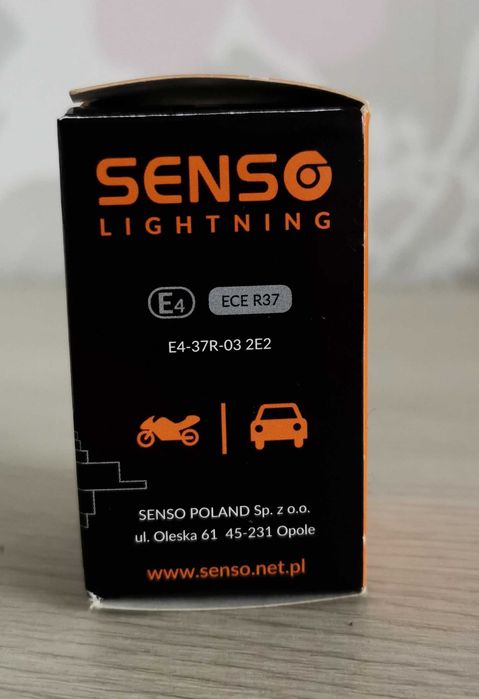 SENSO
LIGHTNING
E4 ECE R37
E4-37R-03 2E2
SENSO POLAND Sp. z o.o.
ul. Oleska 61 45-231 Opole
www.senso.net.pl